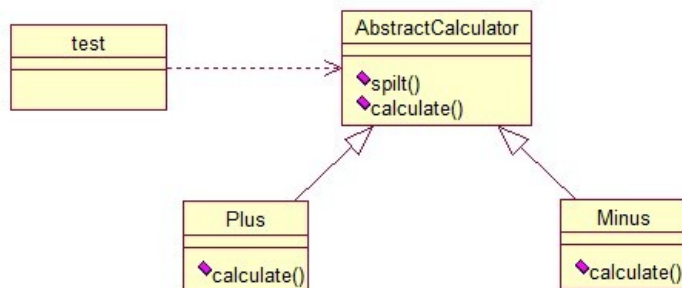 test
AbstractCalculator
spilt()
calculate()
Plus
calculate()
Minus
calculate()